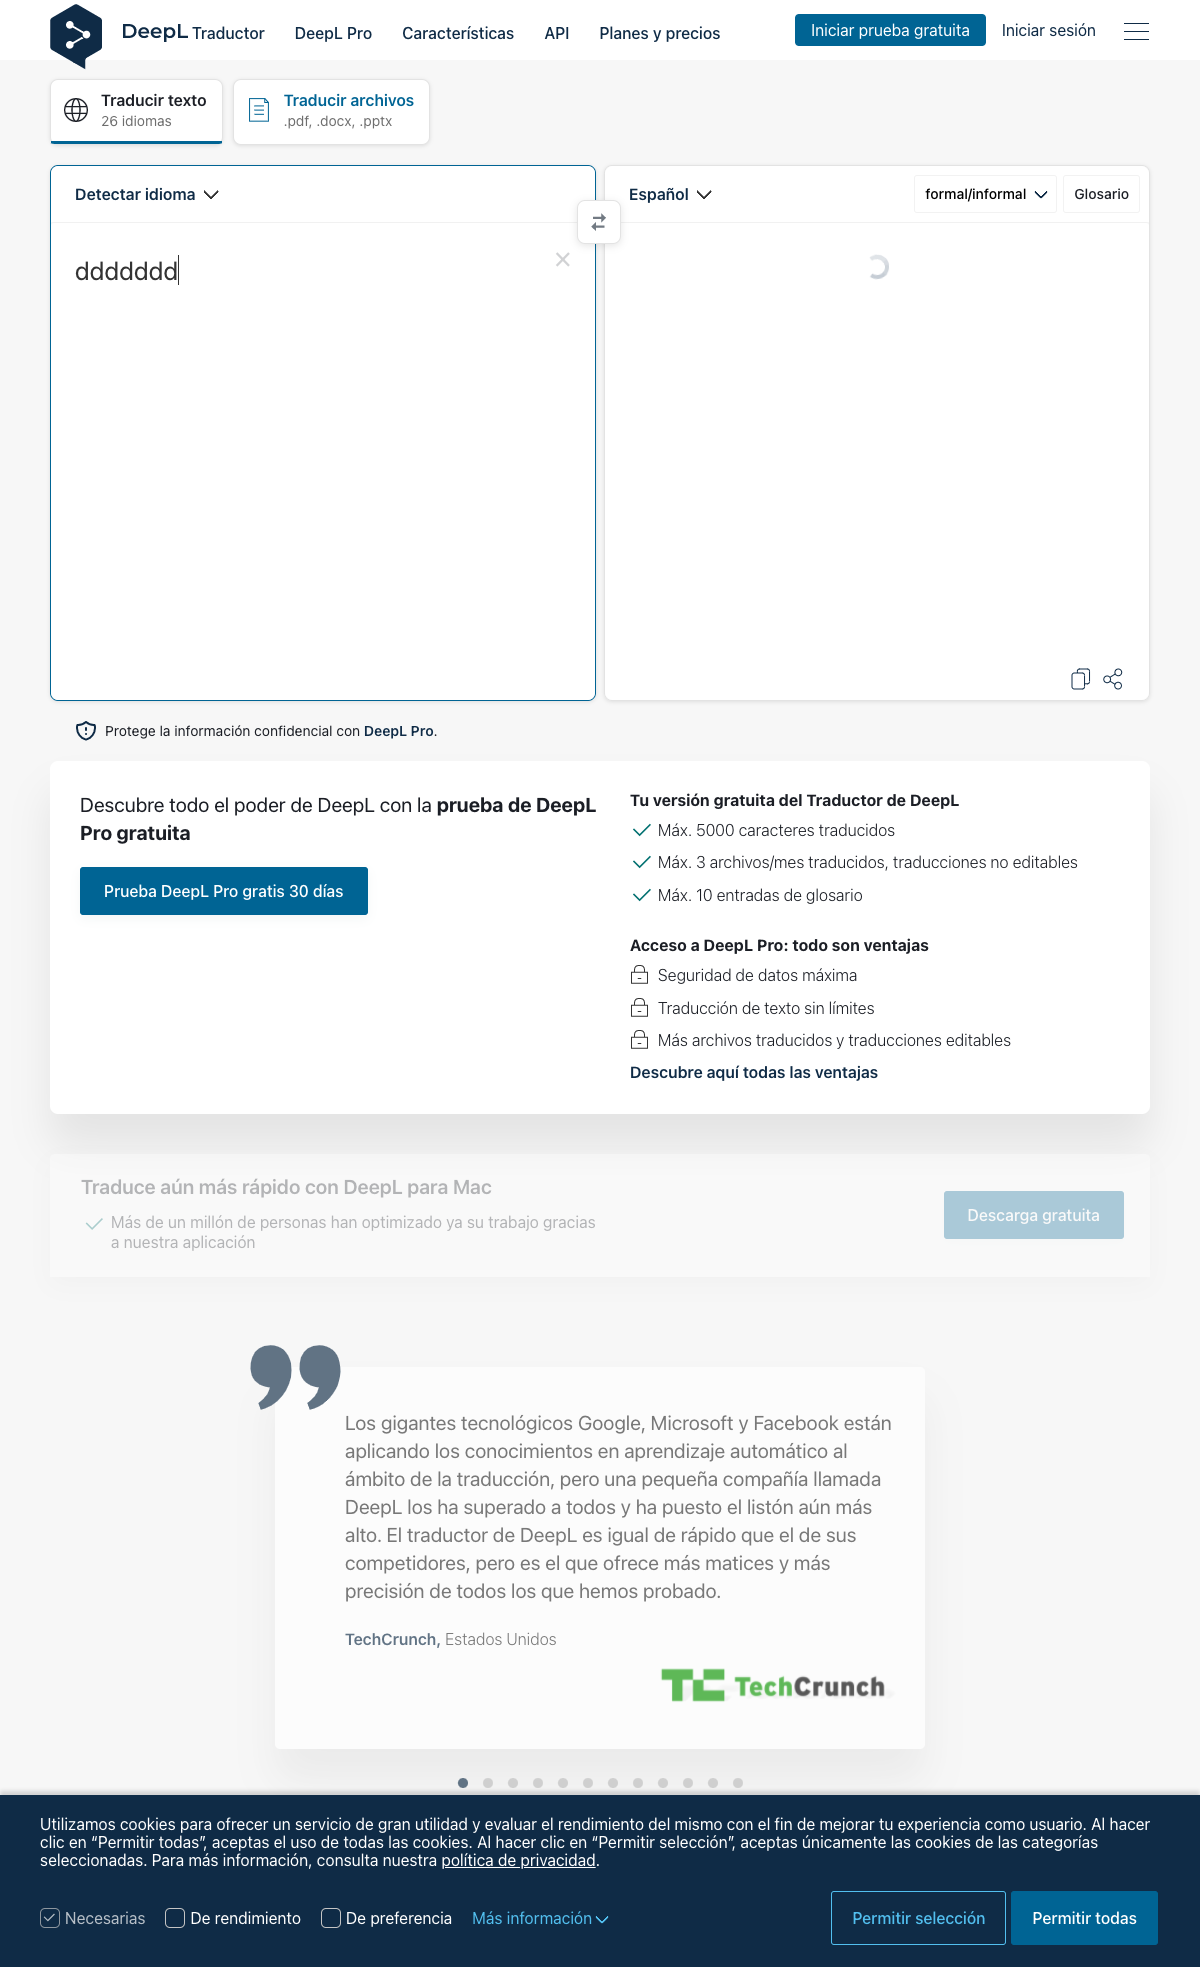 DeepL Traductor DeepL Pro Características API Planes y precios Iniciar prueba gratuita Iniciar sesión
Traducir texto
26 idiomas
Traducir archivos
.pdf, .docx, .pptx
Detectar idioma
Español formal/informal Glosario
ddddddd
Protege la información confidencial con DeepL Pro.
Descubre todo el poder de DeepL con la prueba de DeepL
Pro gratuita
Prueba DeepL Pro gratis 30 días
Tu versión gratuita del Traductor de DeepL
Máx. 5000 caracteres traducidos
Máx. 3 archivos/mes traducidos, traducciones no editables
Máx. 10 entradas de glosario
Acceso a DeepL Pro: todo son ventajas
Seguridad de datos máxima
Traducción de texto sin límites
Más archivos traducidos y traducciones editables
Descubre aquí todas las ventajas
Traduce aún más rápido con DeepL para Mac
Más de un millón de personas han optimizado ya su trabajo gracias
a nuestra aplicación
Descarga gratuita
Los gigantes tecnológicos Google, Microsoft y Facebook están
aplicando los conocimientos en aprendizaje automático al
ámbito de la traducción, pero una pequeña compañía llamada
DeepL los ha superado a todos y ha puesto el listón aún más
alto. El traductor de DeepL es igual de rápido que el de sus
competidores, pero es el que ofrece más matices y más
precisión de todos los que hemos probado.
TechCrunch, Estados Unidos
TC TechCrunch
Utilizamos cookies para ofrecer un servicio de gran utilidad y evaluar el rendimiento del mismo con el fin de mejorar tu experiencia como usuario. Al hacer
clic en “Permitir todas”, aceptas el uso de todas las cookies. Al hacer clic en “Permitir selección”, aceptas únicamente las cookies de las categorías
seleccionadas. Para más información, consulta nuestra política de privacidad.
Necesarias De rendimiento De preferencia Más información Permitir selección Permitir todas